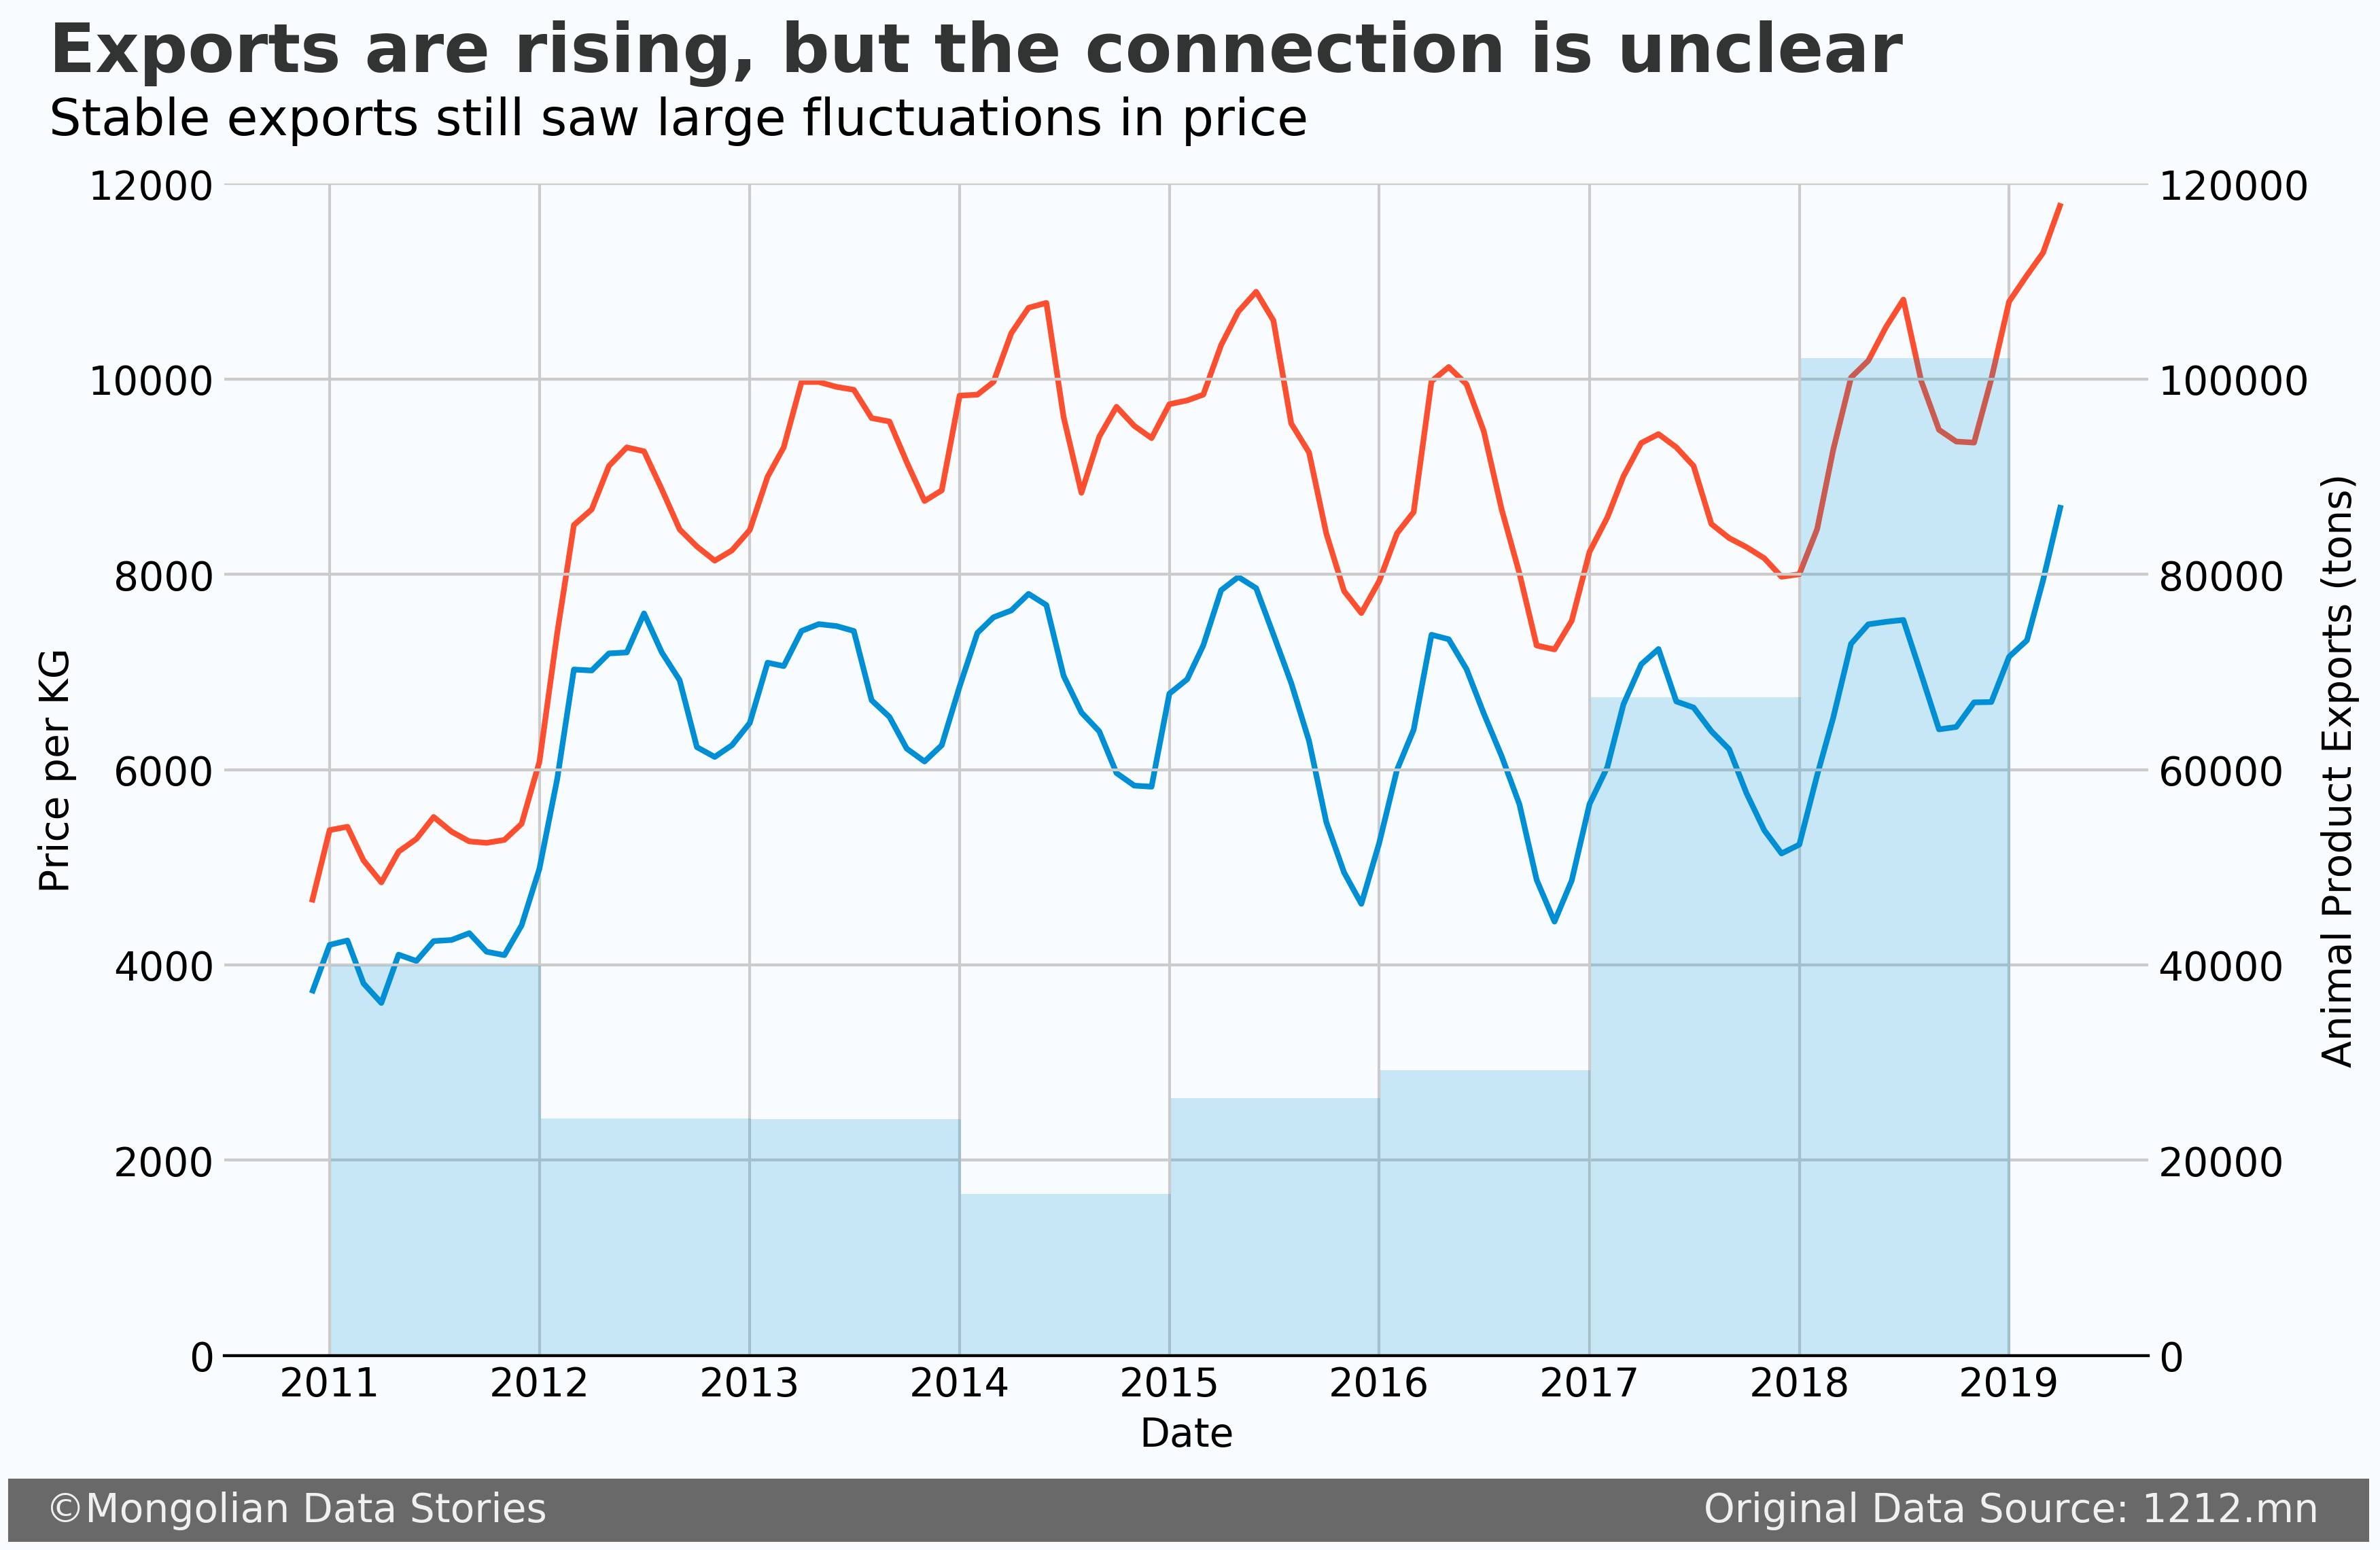 Exports are rising, but the connection is unclear
Stable exports still saw large fluctuations in price
12000
10000
8000
6000
4000
2000
0
Price per KG
120000
100000
80000
60000
40000
20000
0
Animal Product Exports (tons)
2011 2012 2013 2014 2015 2016 2017 2018 2019
Date
©Mongolian Data Stories
Original Data Source: 1212.mn